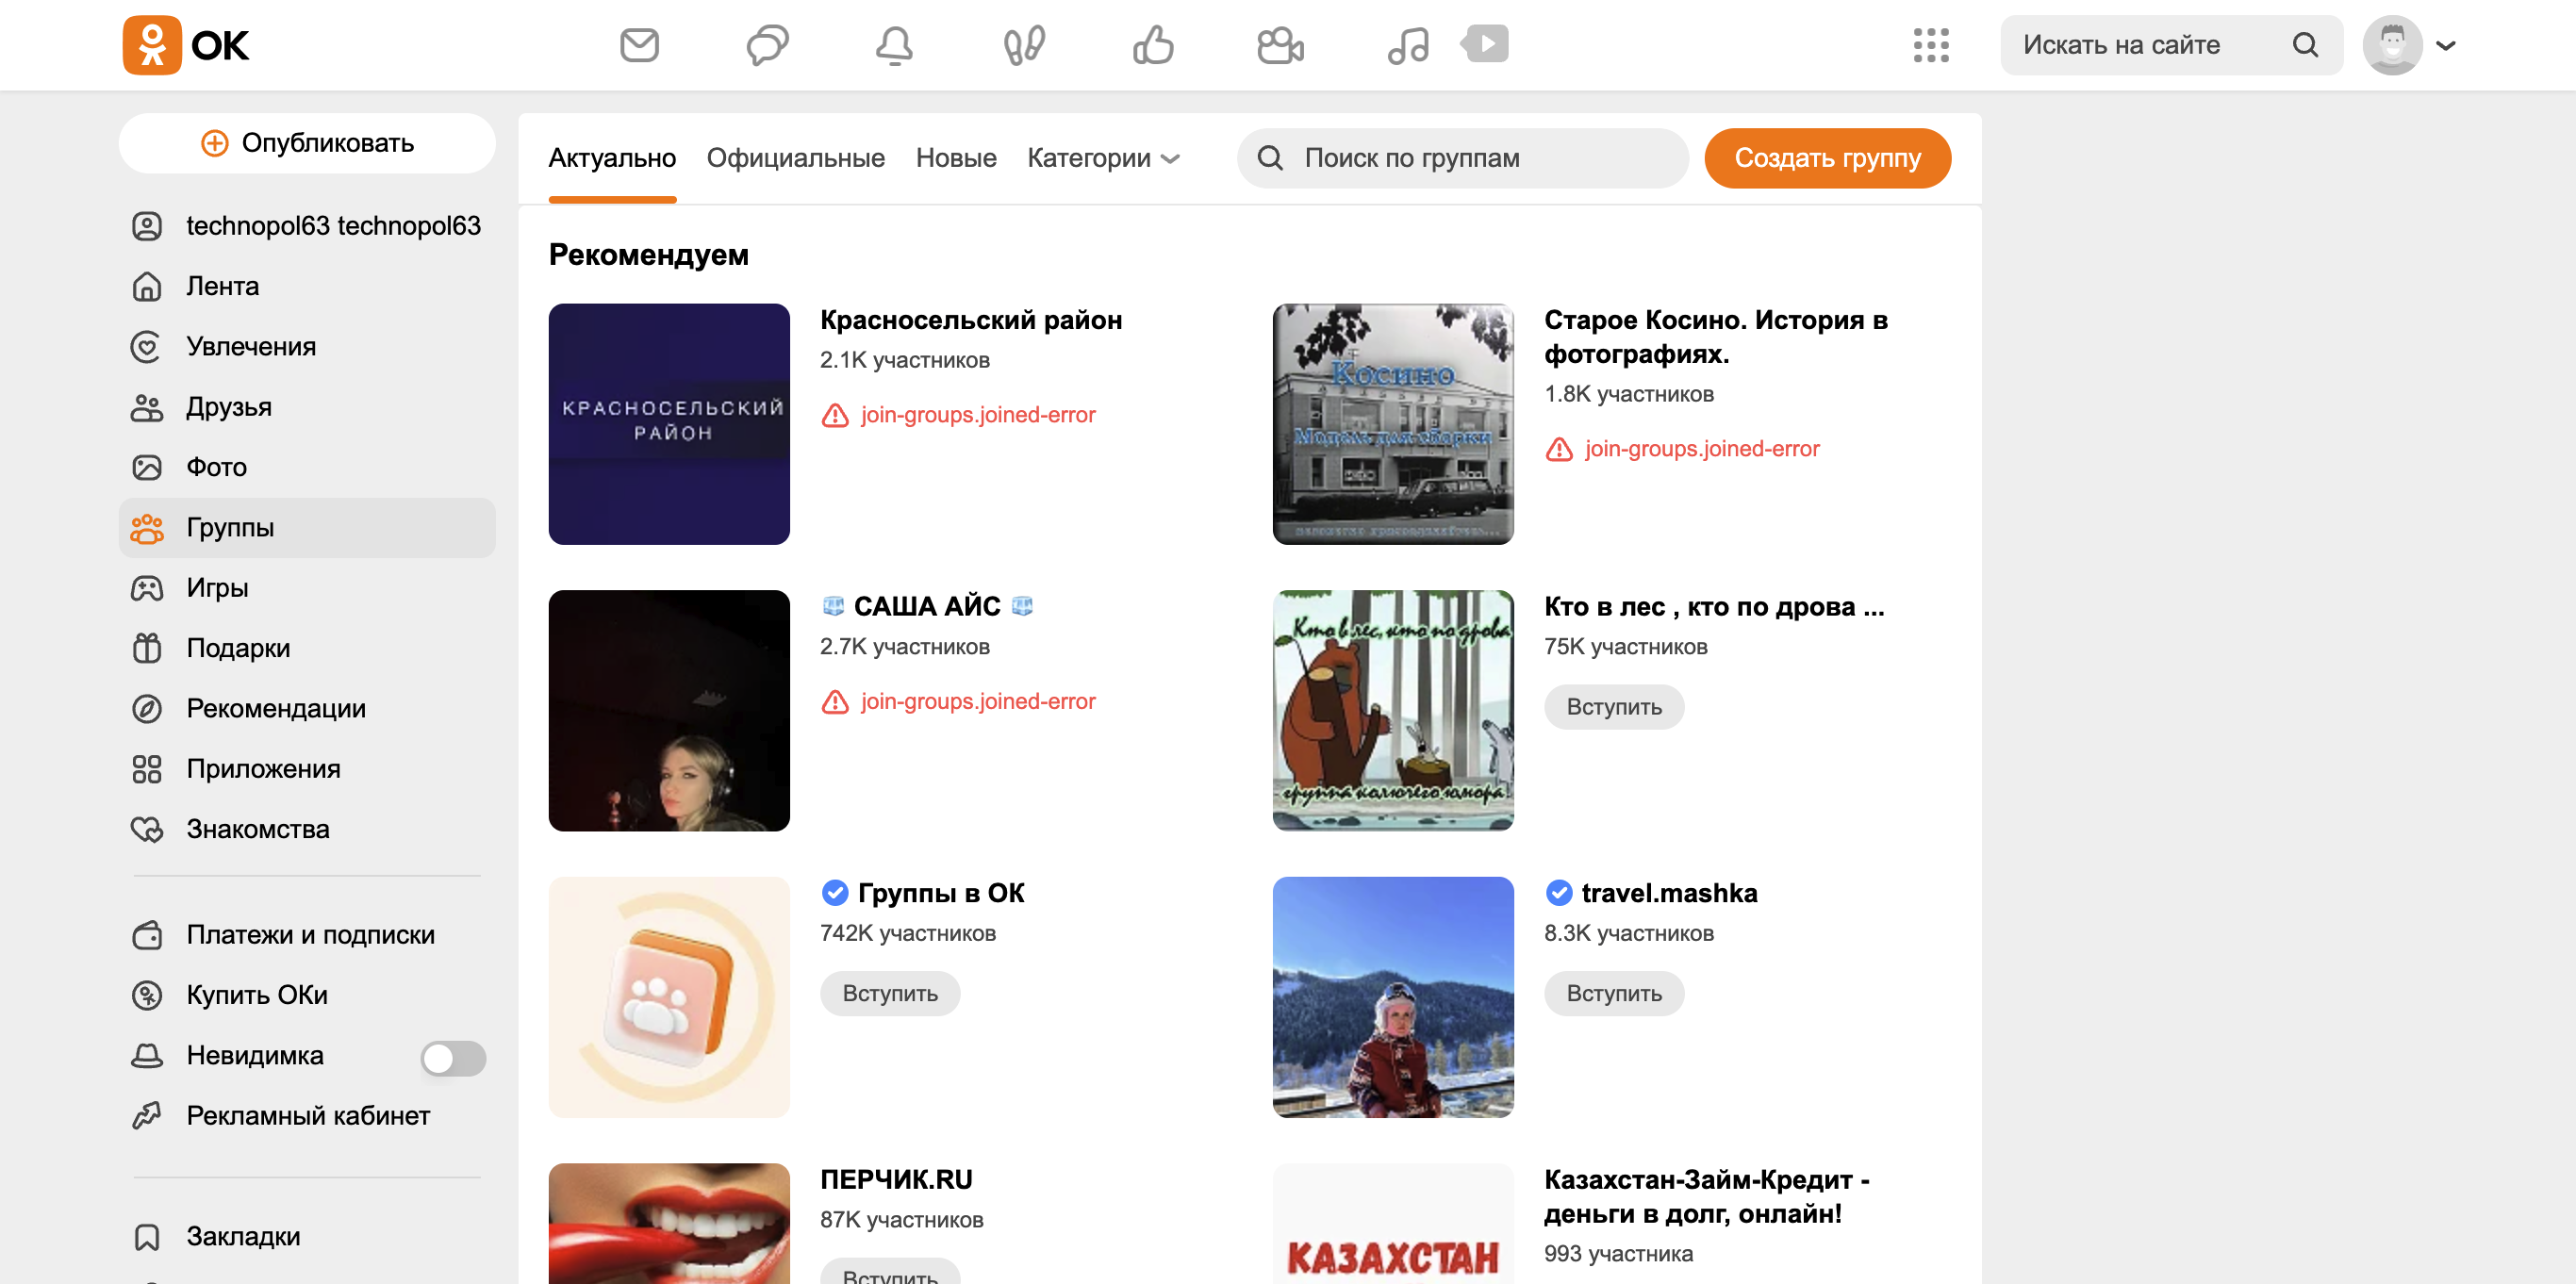 ОК
Искать на сайте
Опубликовать
Актуально
Официальные
Новые
Категории
Поиск по группам
Создать группу
technopol63 technopol63
Лента
Увлечения
Друзья
Фото
Группы
Игры
Подарки
Рекомендации
Приложения
Знакомства
Платежи и подписки
Купить ОКи
Невидимка
Рекламный кабинет
Закладки
Рекомендуем
КРАСНОСЕЛЬСКИЙ
РАЙОН
Красносельский район
2.1K участников
join-groups.joined-error
Косино
Модель для сборки
Старое Косино. История в
фотографиях.
1.8K участников
join-groups.joined-error
САША АЙС
2.7K участников
join-groups.joined-error
Кто в лес, кто по дрова
группа колючего юмора
Кто в лес , кто по дрова ...
75K участников
Вступить
Группы в ОК
742K участников
Вступить
travel.mashka
8.3K участников
Вступить
ПЕРЧИК.RU
87K участников
Вступить
КАЗАХСТАН
Казахстан-Займ-Кредит -
деньги в долг, онлайн!
993 участника